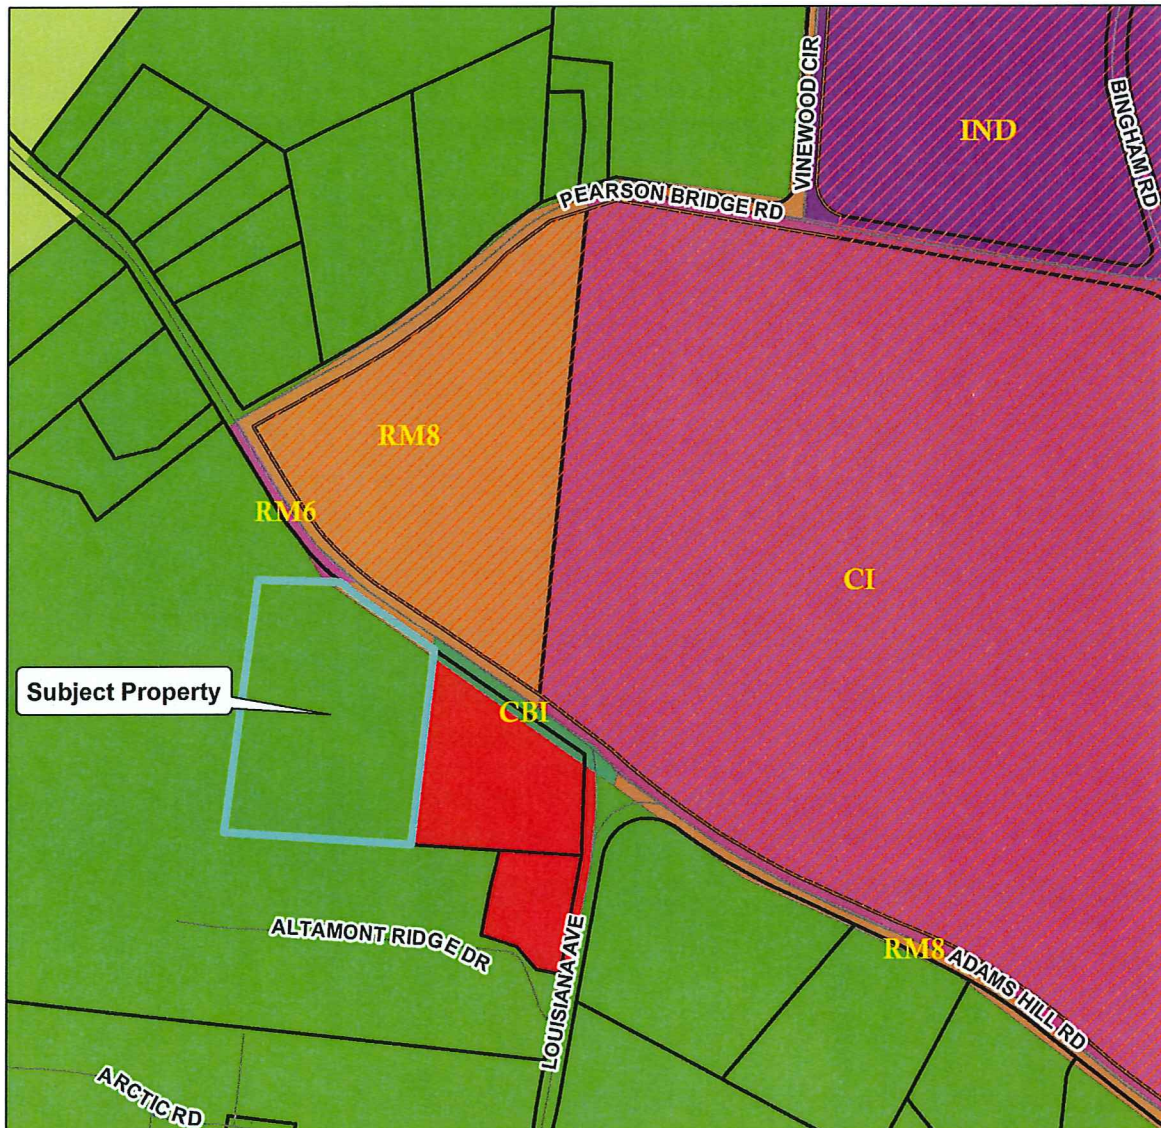 VINEWOOD CIR
BINGHAM RD
IND
PEARSON BRIDGE RD
RM8
RM6
CI
Subject Property
CBI
ALTAMONT RIDGE DR
LOUISIANA AVE
RM8
ADAMS HILL RD
ARCTIC RD